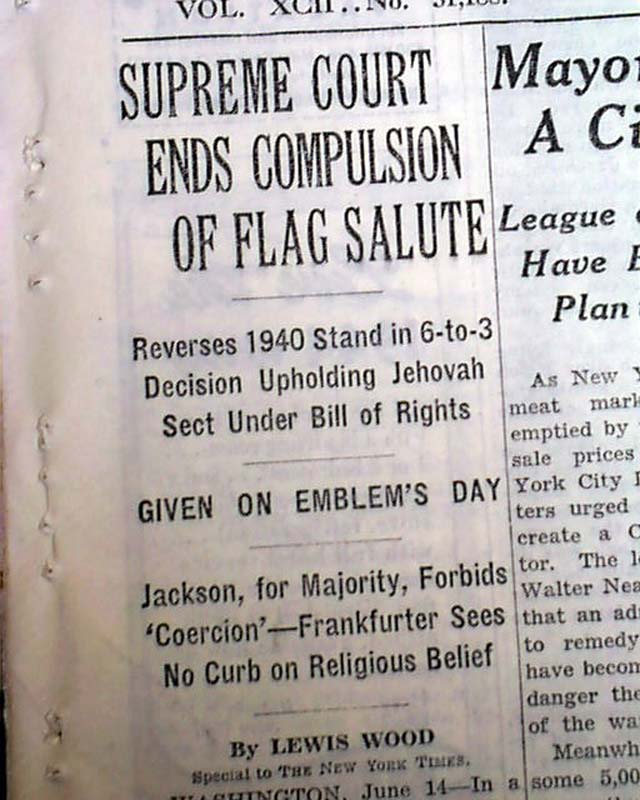 VOL. XCII..No.
SUPREME COURT
ENDS COMPULSION
OF FLAG SALUTE
Reverses 1940 Stand in 6-to-3
Decision Upholding Jehovah
Sect Under Bill of Rights
GIVEN ON EMBLEM'S DAY
Jackson, for Majority, Forbids
'Coercion'—Frankfurter Sees
No Curb on Religious Belief
By LEWIS WOOD
Special to THE NEW YORK TIMES.
WASHINGTON, June 14—In a
Mayor
A Ci
League
Have
Plan
As New Y
meat mark
emptied by
sale prices
York City
ters urged
create a C
tor. The
Walter Nea
that an ad
to remedy
have becom
danger the
of the wa
Meanwh
some 5,00